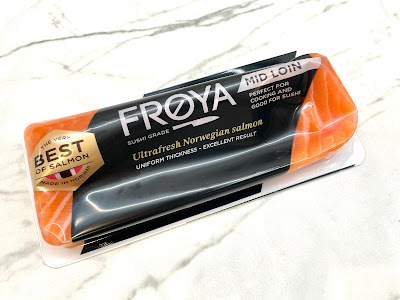 FRØYA
SUSHI GRADE
MID LOIN
PERFECT FOR
COOKING AND
GOOD FOR SUSHI
Ultrafresh Norwegian salmon
UNIFORM THICKNESS - EXCELLENT RESULT
THE VERY
BEST
OF SALMON
MADE IN NORWAY